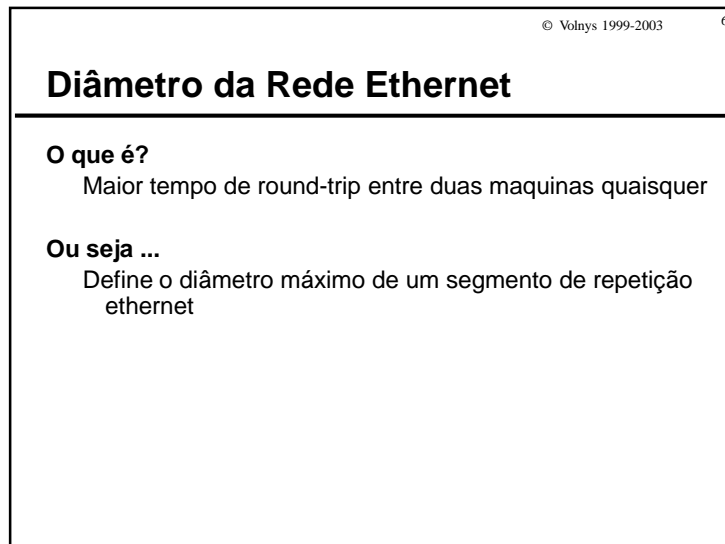 © Volnys 1999-2003
Diâmetro da Rede Ethernet
O que é?
Maior tempo de round-trip entre duas maquinas quaisquer
Ou seja ...
Define o diâmetro máximo de um segmento de repetição
ethernet